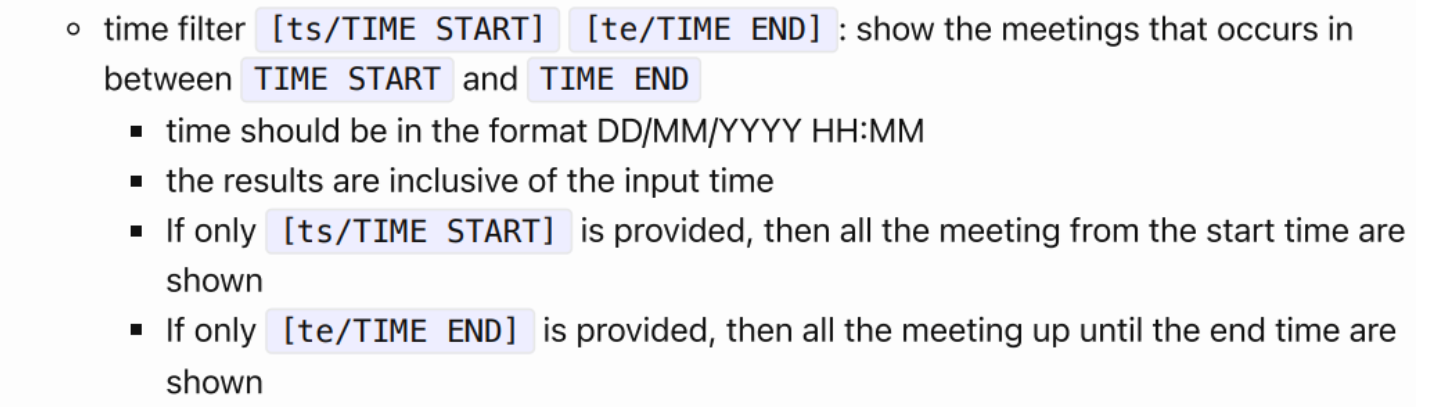 time filter [ts/TIME START] [te/TIME END] : show the meetings that occurs in
between TIME START and TIME END
time should be in the format DD/MM/YYYY HH:MM
the results are inclusive of the input time
If only [ts/TIME START] is provided, then all the meeting from the start time are
shown
If only [te/TIME END] is provided, then all the meeting up until the end time are
shown